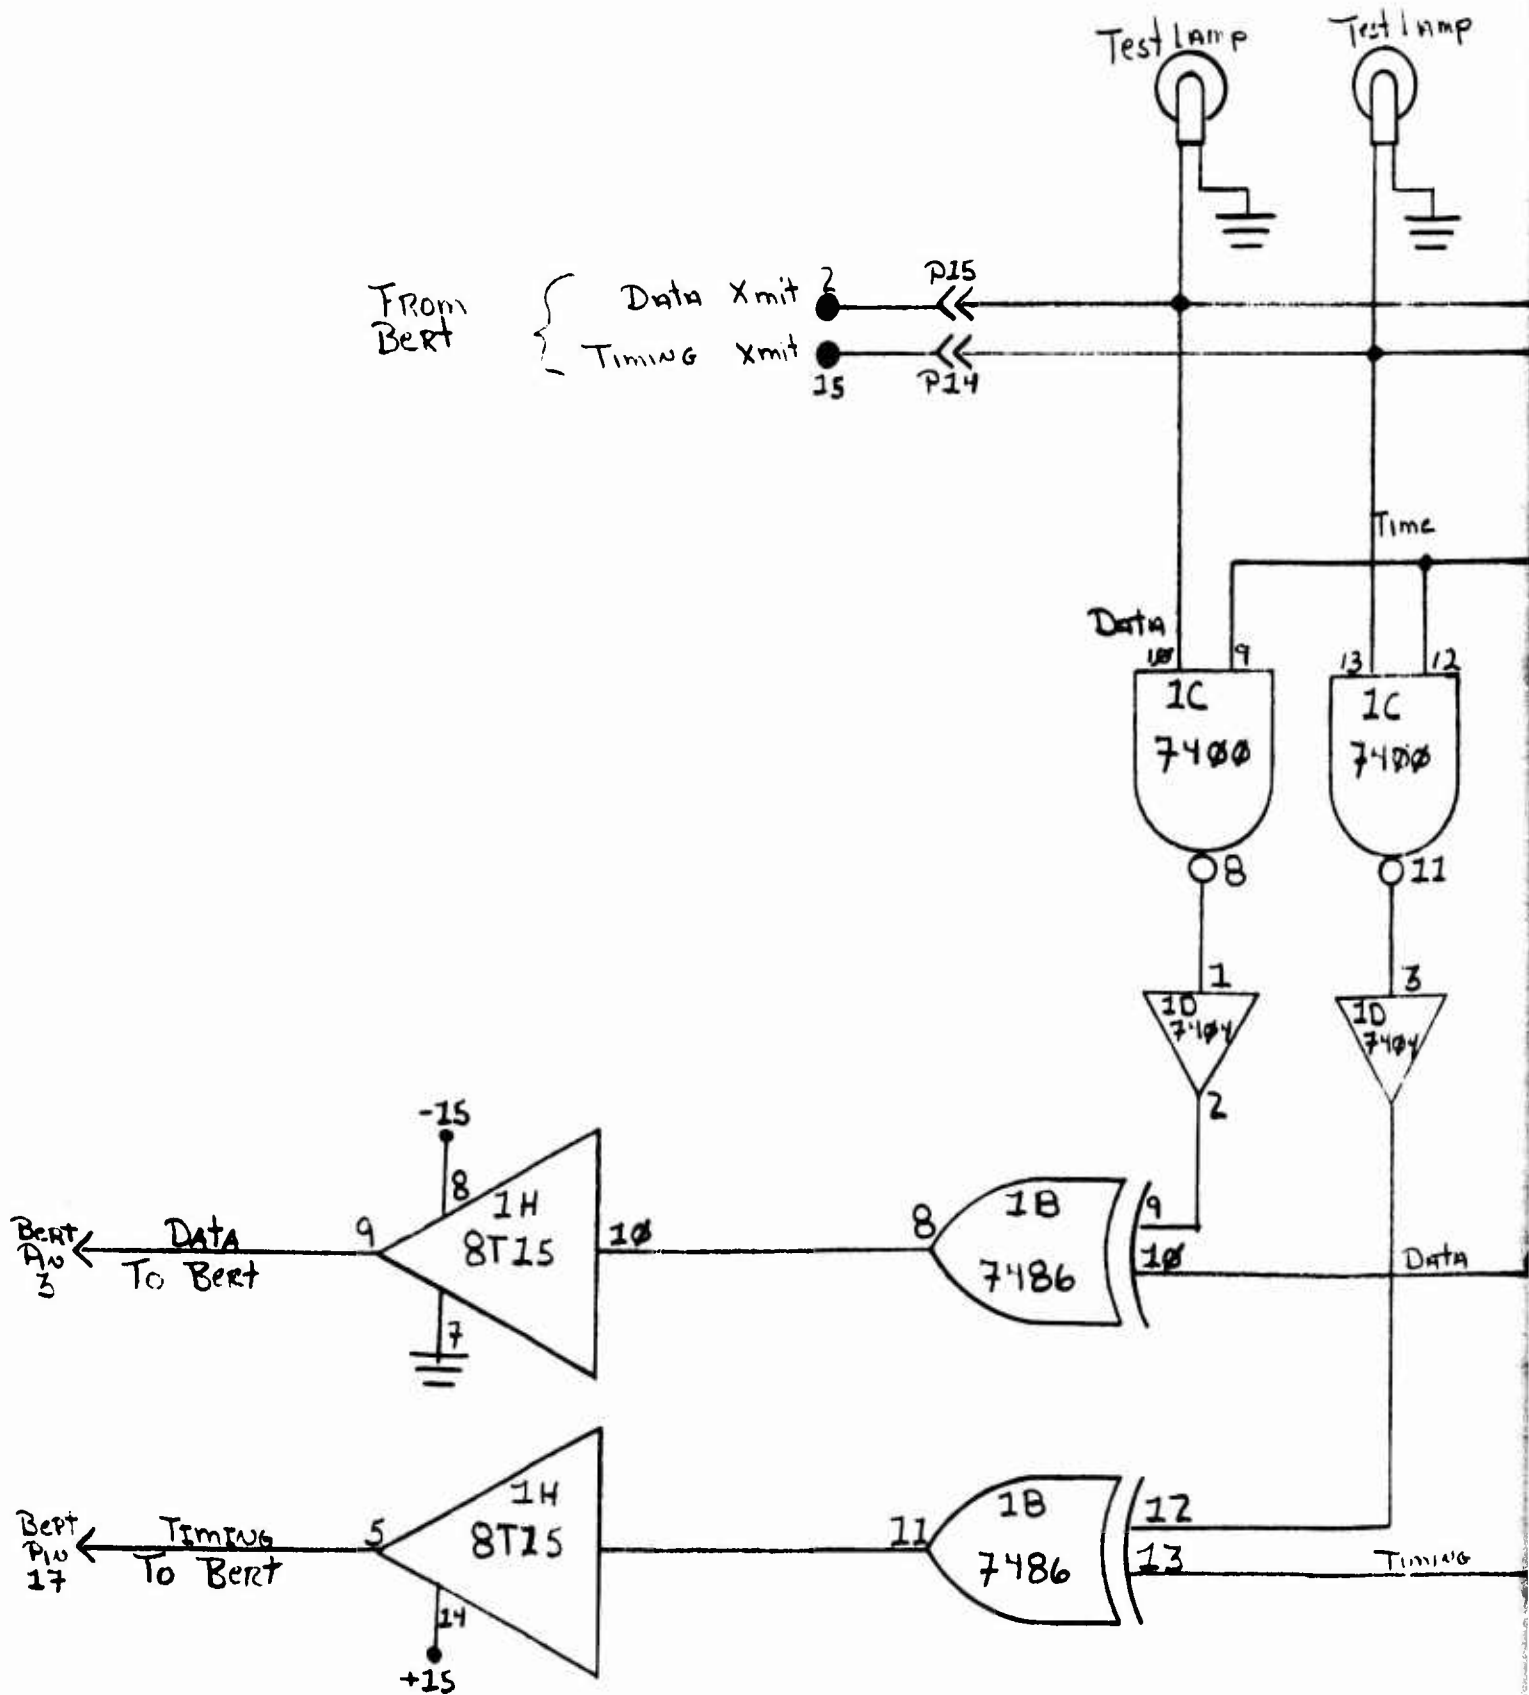 Test Lamp
Test Lamp
From
Bert
Data Xmit
2
P15
Timing Xmit
15
P14
Time
Data
10
9
13
12
1C
7400
1C
7400
8
11
1
3
1D
7404
1D
7404
2
-15
8
1H
8T15
9
10
7
8
1B
7486
9
10
Data
Bert
Pin
3
Data
To Bert
1H
8T15
5
14
+15
11
1B
7486
12
13
Timing
Bert
Pin
17
Timing
To Bert